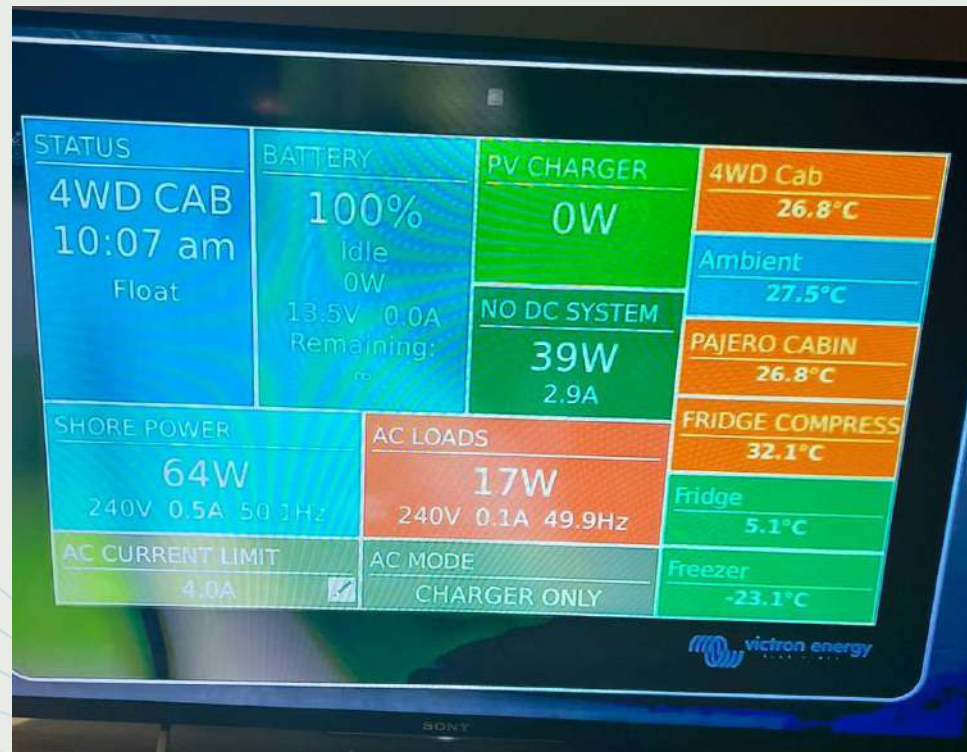 STATUS
4WD CAB
10:07 am
Float
BATTERY
100%
Idle
0W
13.5V 0.0A
Remaining:
∞
PV CHARGER
0W
NO DC SYSTEM
39W
2.9A
4WD Cab
26.8°C
Ambient
27.5°C
PAJERO CABIN
26.8°C
FRIDGE COMPRESS
32.1°C
Fridge
5.1°C
Freezer
-23.1°C
SHORE POWER
64W
240V 0.5A 50.1Hz
AC LOADS
17W
240V 0.1A 49.9Hz
AC CURRENT LIMIT
4.0A
AC MODE
CHARGER ONLY
victron energy
SONY